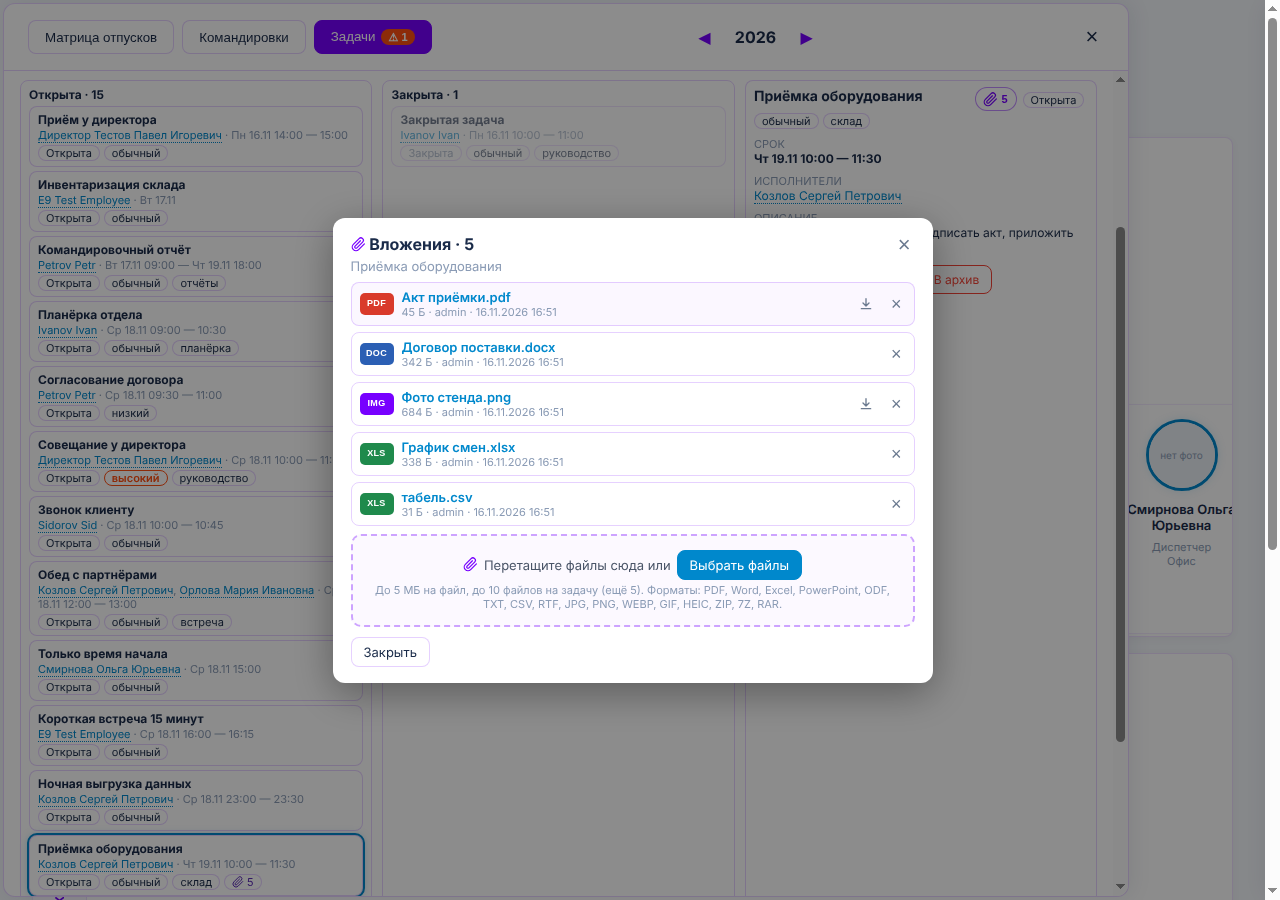 Матрица отпусков
Командировки
Задачи ⚠ 1
◀ 2026 ▶
×
Открыта · 15
Приём у директора
Директор Тестов Павел Игоревич · Пн 16.11 14:00 — 15:00
Открыта обычный
Инвентаризация склада
E9 Test Employee · Вт 17.11
Открыта обычный
Командировочный отчёт
Petrov Petr · Вт 17.11 09:00 — Чт 19.11 18:00
Открыта обычный отчёты
Планёрка отдела
Ivanov Ivan · Ср 18.11 09:00 — 10:30
Открыта обычный планёрка
Согласование договора
Petrov Petr · Ср 18.11 09:30 — 11:00
Открыта низкий
Совещание у директора
Директор Тестов Павел Игоревич · Ср 18.11 10:00 — 11:
Открыта высокий руководство
Звонок клиенту
Sidorov Sid · Ср 18.11 10:00 — 10:45
Открыта обычный
Обед с партнёрами
Козлов Сергей Петрович, Орлова Мария Ивановна · С
18.11 12:00 — 13:00
Открыта обычный встреча
Только время начала
Смирнова Ольга Юрьевна · Ср 18.11 15:00
Открыта обычный
Короткая встреча 15 минут
E9 Test Employee · Ср 18.11 16:00 — 16:15
Открыта обычный
Ночная выгрузка данных
Козлов Сергей Петрович · Ср 18.11 23:00 — 23:30
Открыта обычный
Приёмка оборудования
Козлов Сергей Петрович · Чт 19.11 10:00 — 11:30
Открыта обычный склад 5
Закрыта · 1
Закрытая задача
Ivanov Ivan · Пн 16.11 10:00 — 11:00
Закрыта обычный руководство
Приёмка оборудования 5 Открыта
обычный склад
СРОК
Чт 19.11 10:00 — 11:30
ИСПОЛНИТЕЛИ
Козлов Сергей Петрович
ОПИСАНИЕ
дписать акт, приложить
В архив
Вложения · 5 ×
Приёмка оборудования
PDF Акт приёмки.pdf ×
45 Б · admin · 16.11.2026 16:51
DOC Договор поставки.docx ×
342 Б · admin · 16.11.2026 16:51
IMG Фото стенда.png ×
684 Б · admin · 16.11.2026 16:51
XLS График смен.xlsx ×
338 Б · admin · 16.11.2026 16:51
XLS табель.csv ×
31 Б · admin · 16.11.2026 16:51
Перетащите файлы сюда или Выбрать файлы
До 5 МБ на файл, до 10 файлов на задачу (ещё 5). Форматы: PDF, Word, Excel, PowerPoint, ODF,
TXT, CSV, RTF, JPG, PNG, WEBP, GIF, HEIC, ZIP, 7Z, RAR.
Закрыть
нет фото
Смирнова Ольга
Юрьевна
Диспетчер
Офис